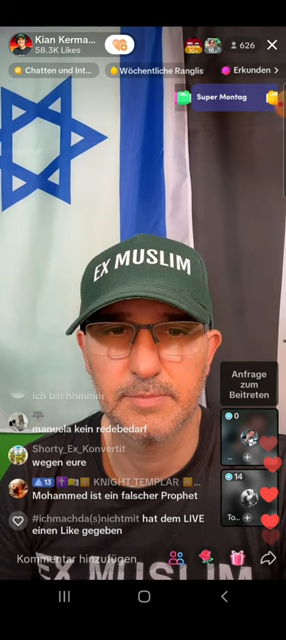 Kian Kerma...
58.3K Likes
626
Chatten und Int...
Wöchentliche Ranglis
Erkunden
Super Montag
EX MUSLIM
Anfrage
zum
Beitreten
0
Ich bin hhmmm
manuela kein redebedarf
Shorty_Ex_Konvertit
wegen eure
14
13 KNIGHT_TEMPLAR ...
Mohammed ist ein falscher Prophet
To...
#ichmachda(s)nichtmit hat dem LIVE
einen Like gegeben
Kommentar hinzufügen
EX MUSLIM